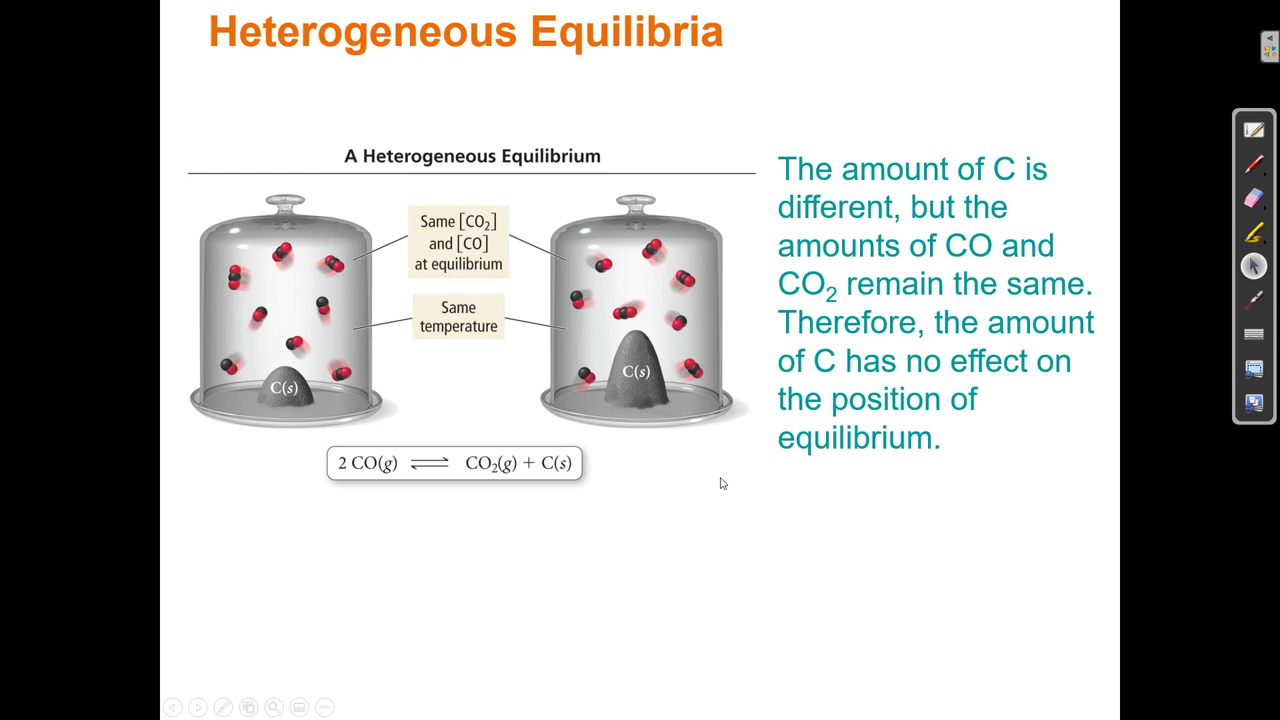 Heterogeneous Equilibria
A Heterogeneous Equilibrium
Same [CO₂]
and [CO]
at equilibrium
Same
temperature
C(s)
C(s)
2 CO(g) ⇌ CO₂(g) + C(s)
The amount of C is
different, but the
amounts of CO and
CO₂ remain the same.
Therefore, the amount
of C has no effect on
the position of
equilibrium.